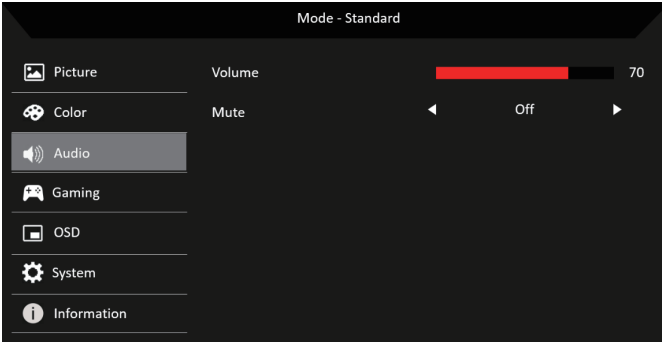 Mode - Standard
Picture
Volume 70
Color
Mute Off
Audio
Gaming
OSD
System
Information